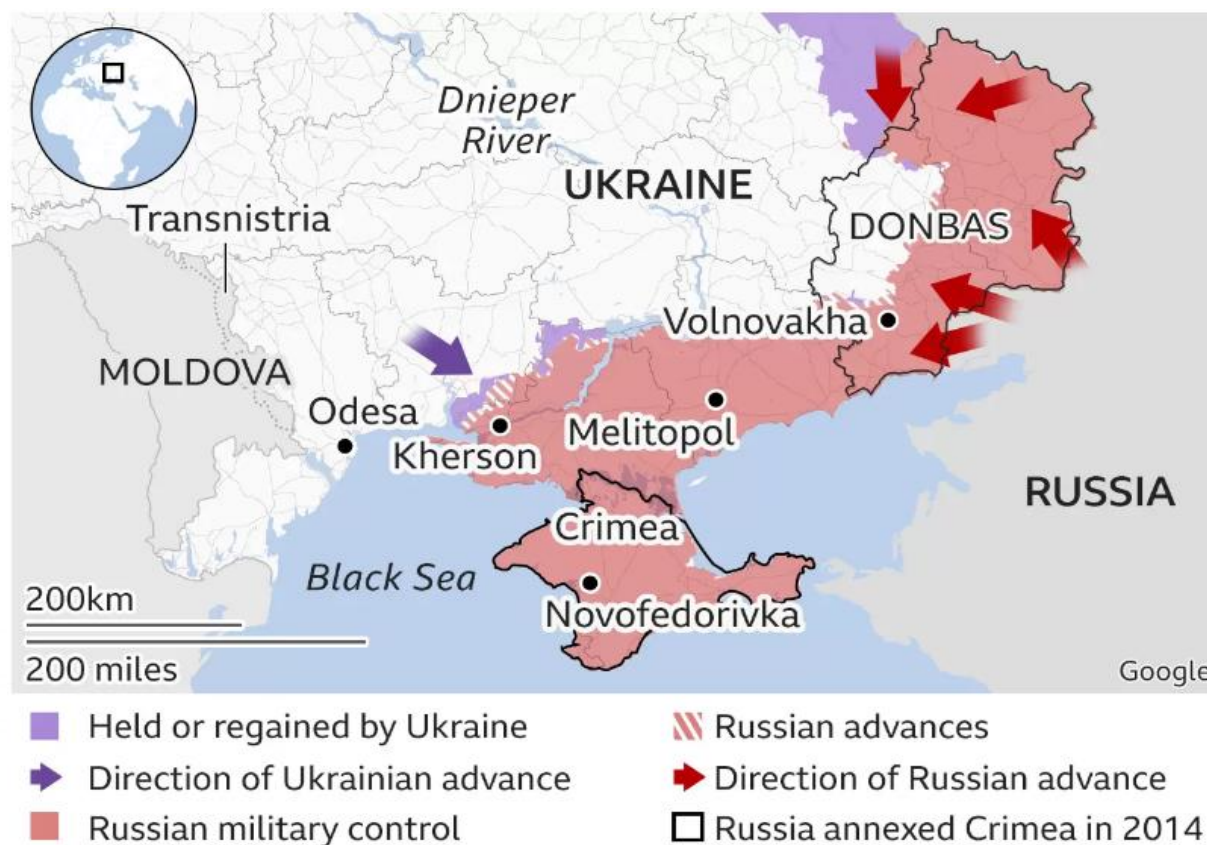 Dnieper
River
UKRAINE
Transnistria
DONBAS
Volnovakha
MOLDOVA
Odesa
Melitopol
Kherson
RUSSIA
Crimea
Black Sea
Novofedorivka
200km
200 miles
Google
Held or regained by Ukraine
Russian advances
Direction of Ukrainian advance
Direction of Russian advance
Russian military control
Russia annexed Crimea in 2014